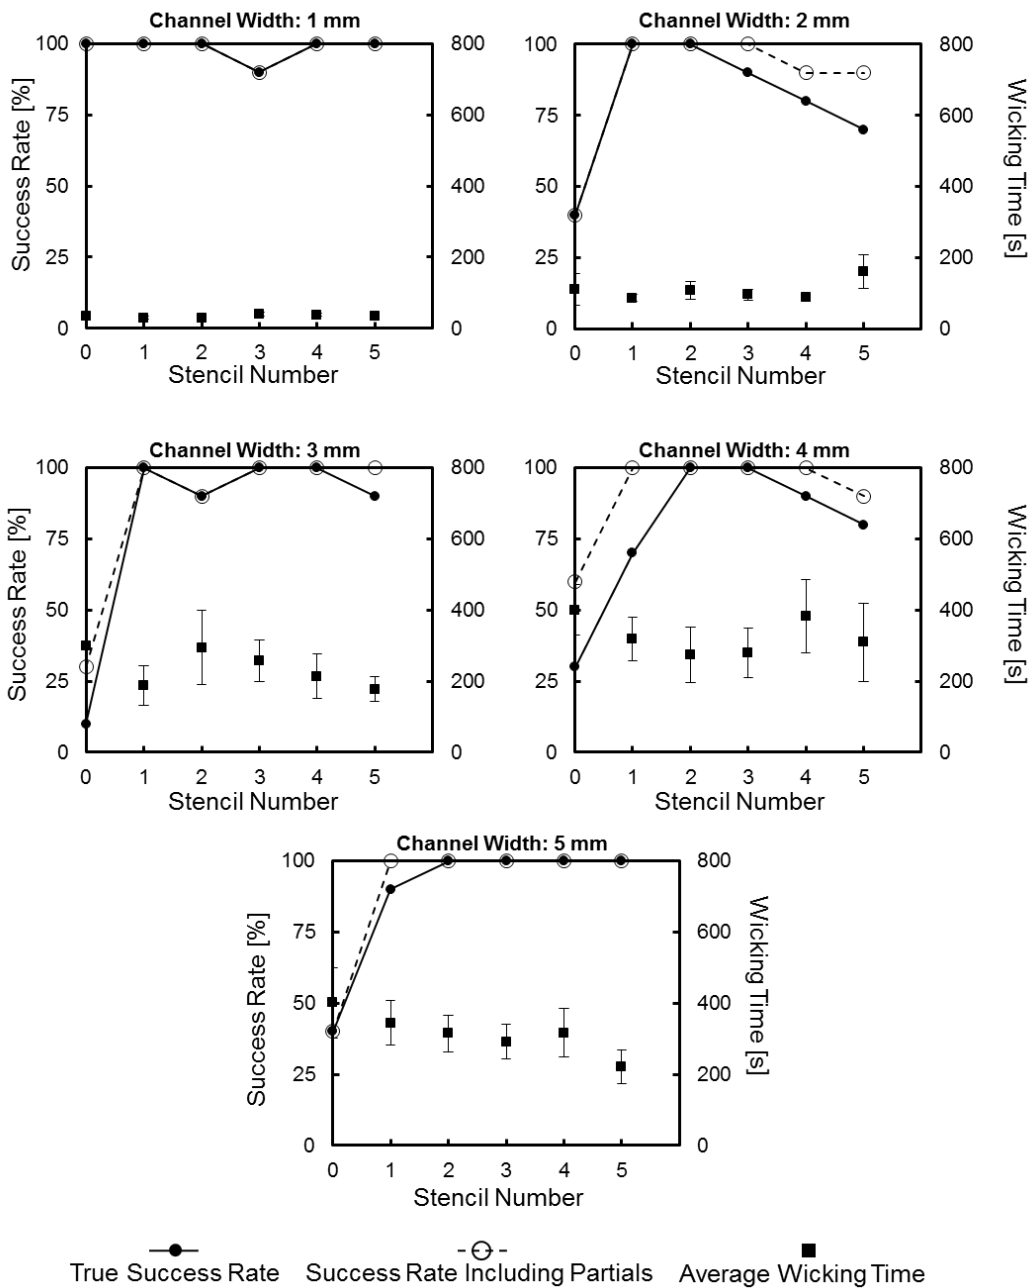 Channel Width: 1 mm
Success Rate [%]
100
75
50
25
0
800
600
400
200
0
0 1 2 3 4 5
Stencil Number
Channel Width: 2 mm
100
75
50
25
0
800
600
400
200
0
Wicking Time [s]
0 1 2 3 4 5
Stencil Number
Channel Width: 3 mm
Success Rate [%]
100
75
50
25
0
800
600
400
200
0
0 1 2 3 4 5
Stencil Number
Channel Width: 4 mm
100
75
50
25
0
800
600
400
200
0
Wicking Time [s]
0 1 2 3 4 5
Stencil Number
Channel Width: 5 mm
Success Rate [%]
100
75
50
25
0
800
600
400
200
0
Wicking Time [s]
0 1 2 3 4 5
Stencil Number
True Success Rate Success Rate Including Partials Average Wicking Time